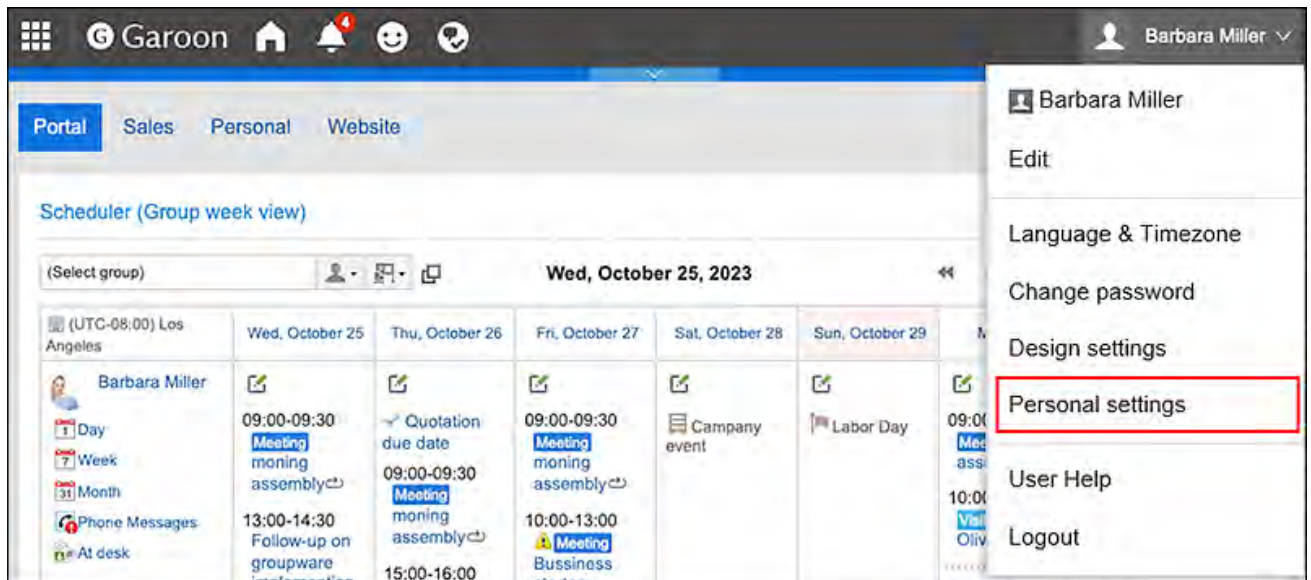 Garoon
4
Barbara Miller
Portal Sales Personal Website
Scheduler (Group week view)
(Select group)
Wed, October 25, 2023
(UTC-08:00) Los
Angeles
Wed, October 25
Thu, October 26
Fri, October 27
Sat, October 28
Sun, October 29
Barbara Miller
1 Day
7 Week
31 Month
Phone Messages
At desk
09:00-09:30
Meeting
moning
assembly
13:00-14:30
Follow-up on
groupware
Quotation
due date
09:00-09:30
Meeting
moning
assembly
15:00-16:00
09:00-09:30
Meeting
moning
assembly
10:00-13:00
Meeting
Bussiness
Campany
event
Labor Day
Barbara Miller
Edit
Language & Timezone
Change password
Design settings
Personal settings
User Help
Logout